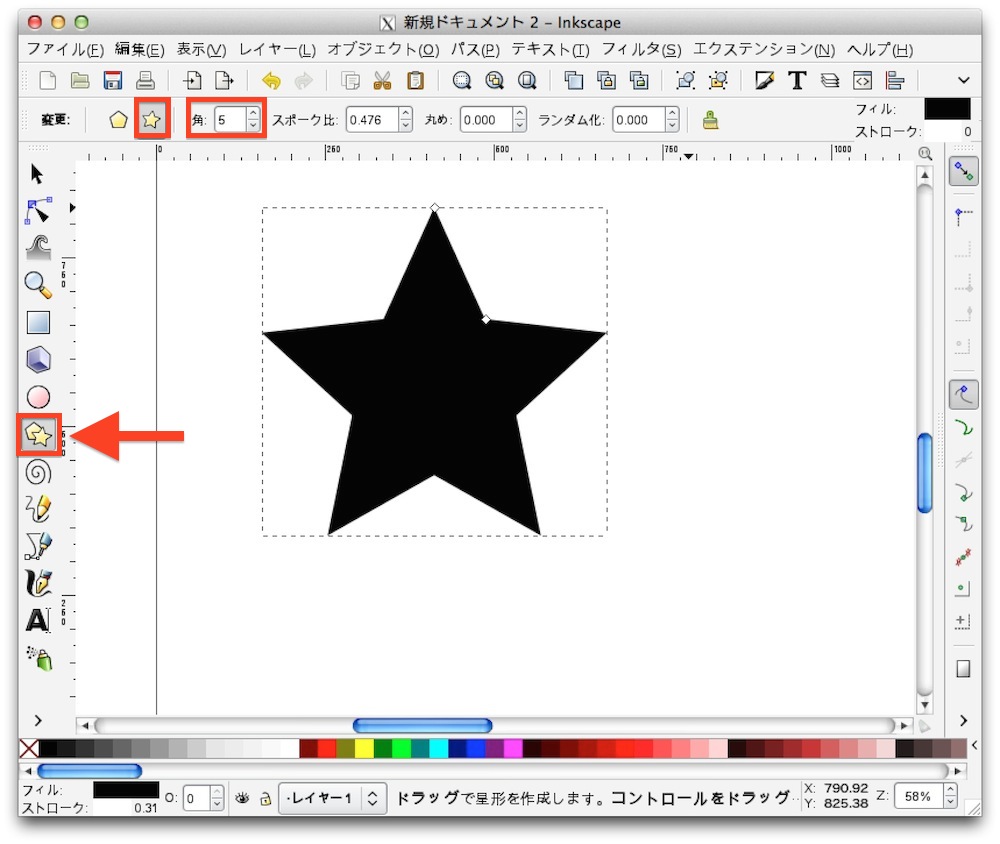 新規ドキュメント 2 – Inkscape
ファイル(F) 編集(E) 表示(V) レイヤー(L) オブジェクト(O) パス(P) テキスト(T) フィルタ(S) エクステンション(N) ヘルプ(H)
変更: 角: 5 スポーク比: 0.476 丸め: 0.000 ランダム化: 0.000
フィル:
ストローク: 0
0 250 500 750 1000
760
500
260
フィル:
ストローク: 0.31
O: 0
・レイヤー1
ドラッグで星形を作成します。コントロールをドラッグ
X: 790.92
Y: 825.38
Z: 58%